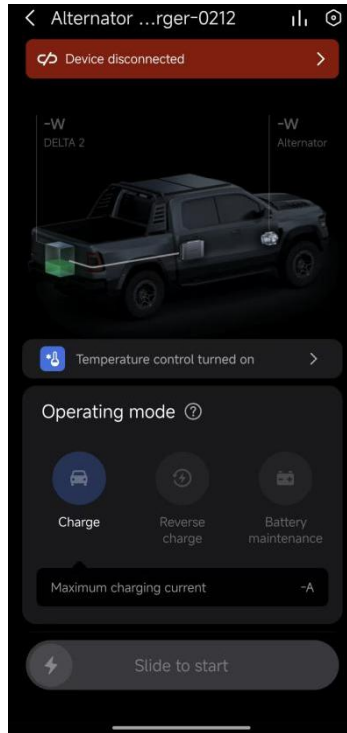 Alternator ...rger-0212
Device disconnected
-W
DELTA 2
-W
Alternator
Temperature control turned on
Operating mode
Charge
Reverse
charge
Battery
maintenance
Maximum charging current
-A
Slide to start